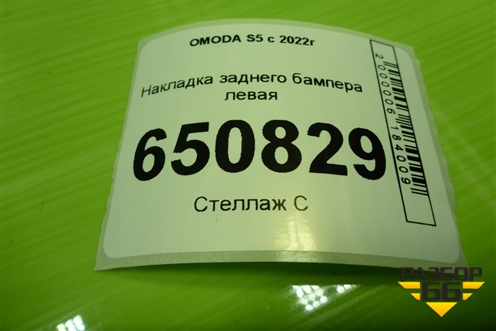 OMODA S5 с 2022г
Накладка заднего бампера
левая
650829
Стеллаж С
2000006184009
РАЗБОР
66